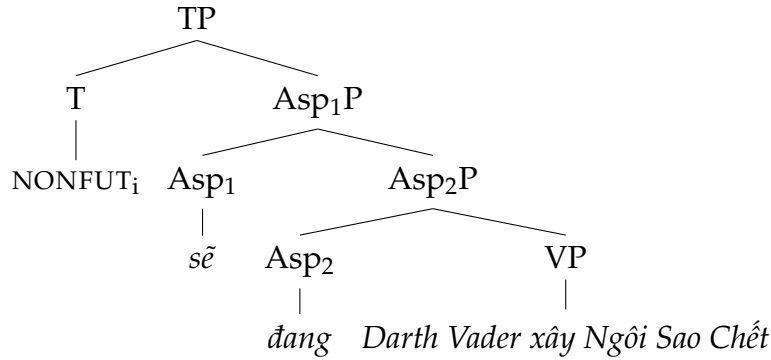 TP
T Asp₁P
NONFUTᵢ Asp₁ Asp₂P
sẽ Asp₂ VP
đang Darth Vader xây Ngôi Sao Chết